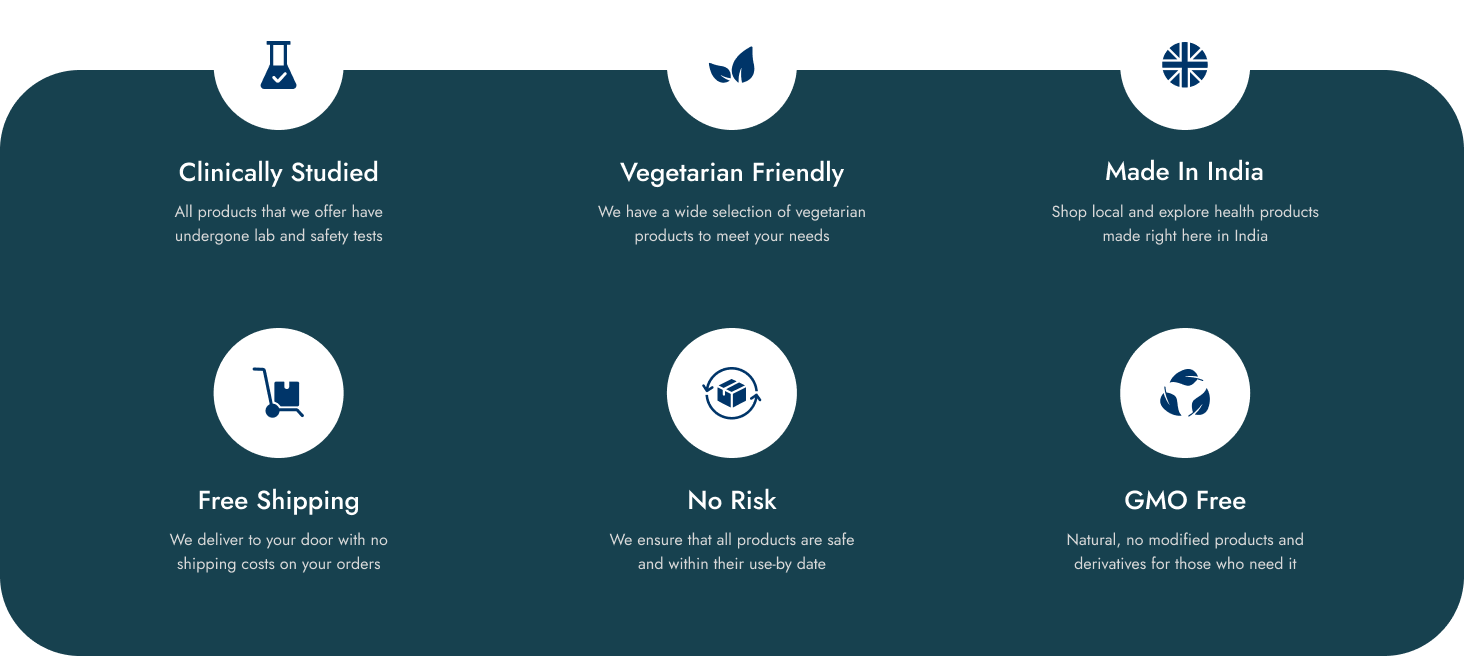 Clinically Studied
All products that we offer have
undergone lab and safety tests
Vegetarian Friendly
We have a wide selection of vegetarian
products to meet your needs
Made In India
Shop local and explore health products
made right here in India
Free Shipping
We deliver to your door with no
shipping costs on your orders
No Risk
We ensure that all products are safe
and within their use-by date
GMO Free
Natural, no modified products and
derivatives for those who need it